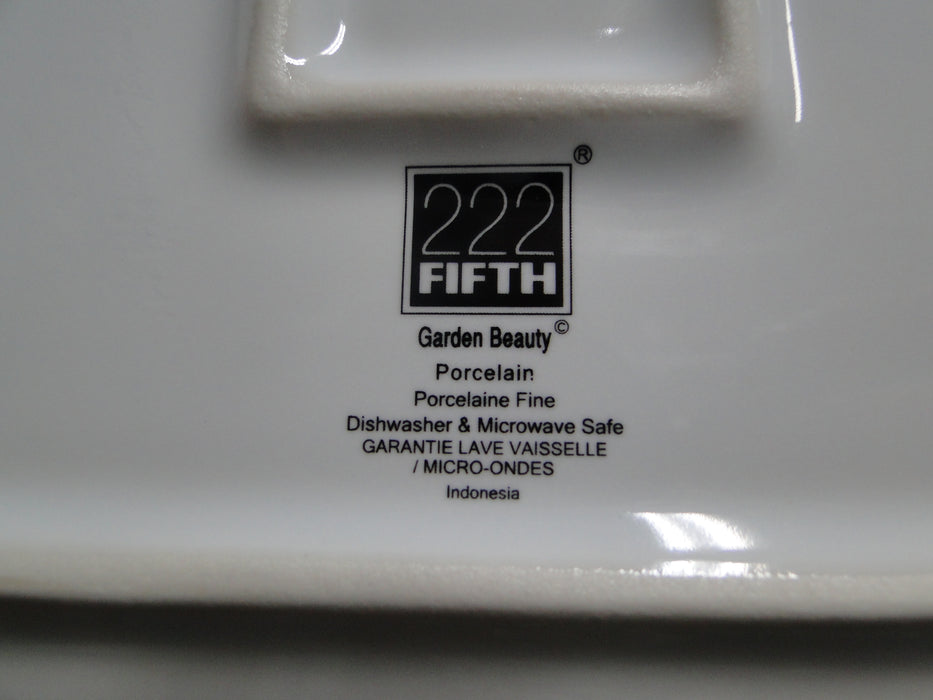 ®
222
FIFTH
Garden Beauty©
Porcelain
Porcelaine Fine
Dishwasher & Microwave Safe
GARANTIE LAVE VAISSELLE
/ MICRO-ONDES
Indonesia